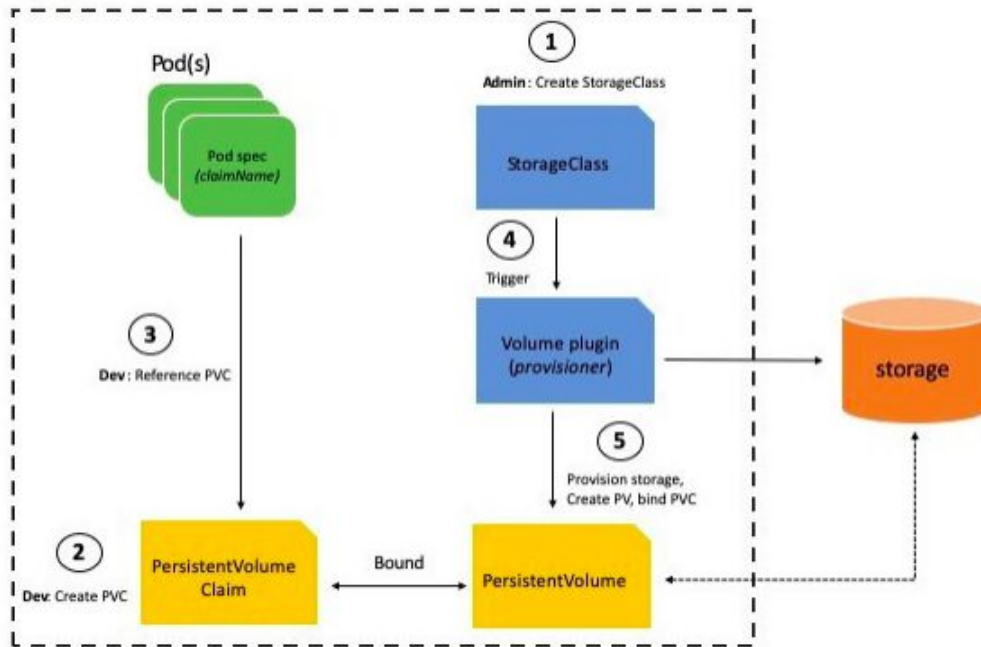 1
Admin: Create StorageClass
Pod(s)
Pod spec
(claimName)
StorageClass
4
Trigger
3
Dev: Reference PVC
Volume plugin
(provisioner)
storage
5
Provision storage,
Create PV, bind PVC
2
Dev: Create PVC
PersistentVolume
Claim
Bound
PersistentVolume